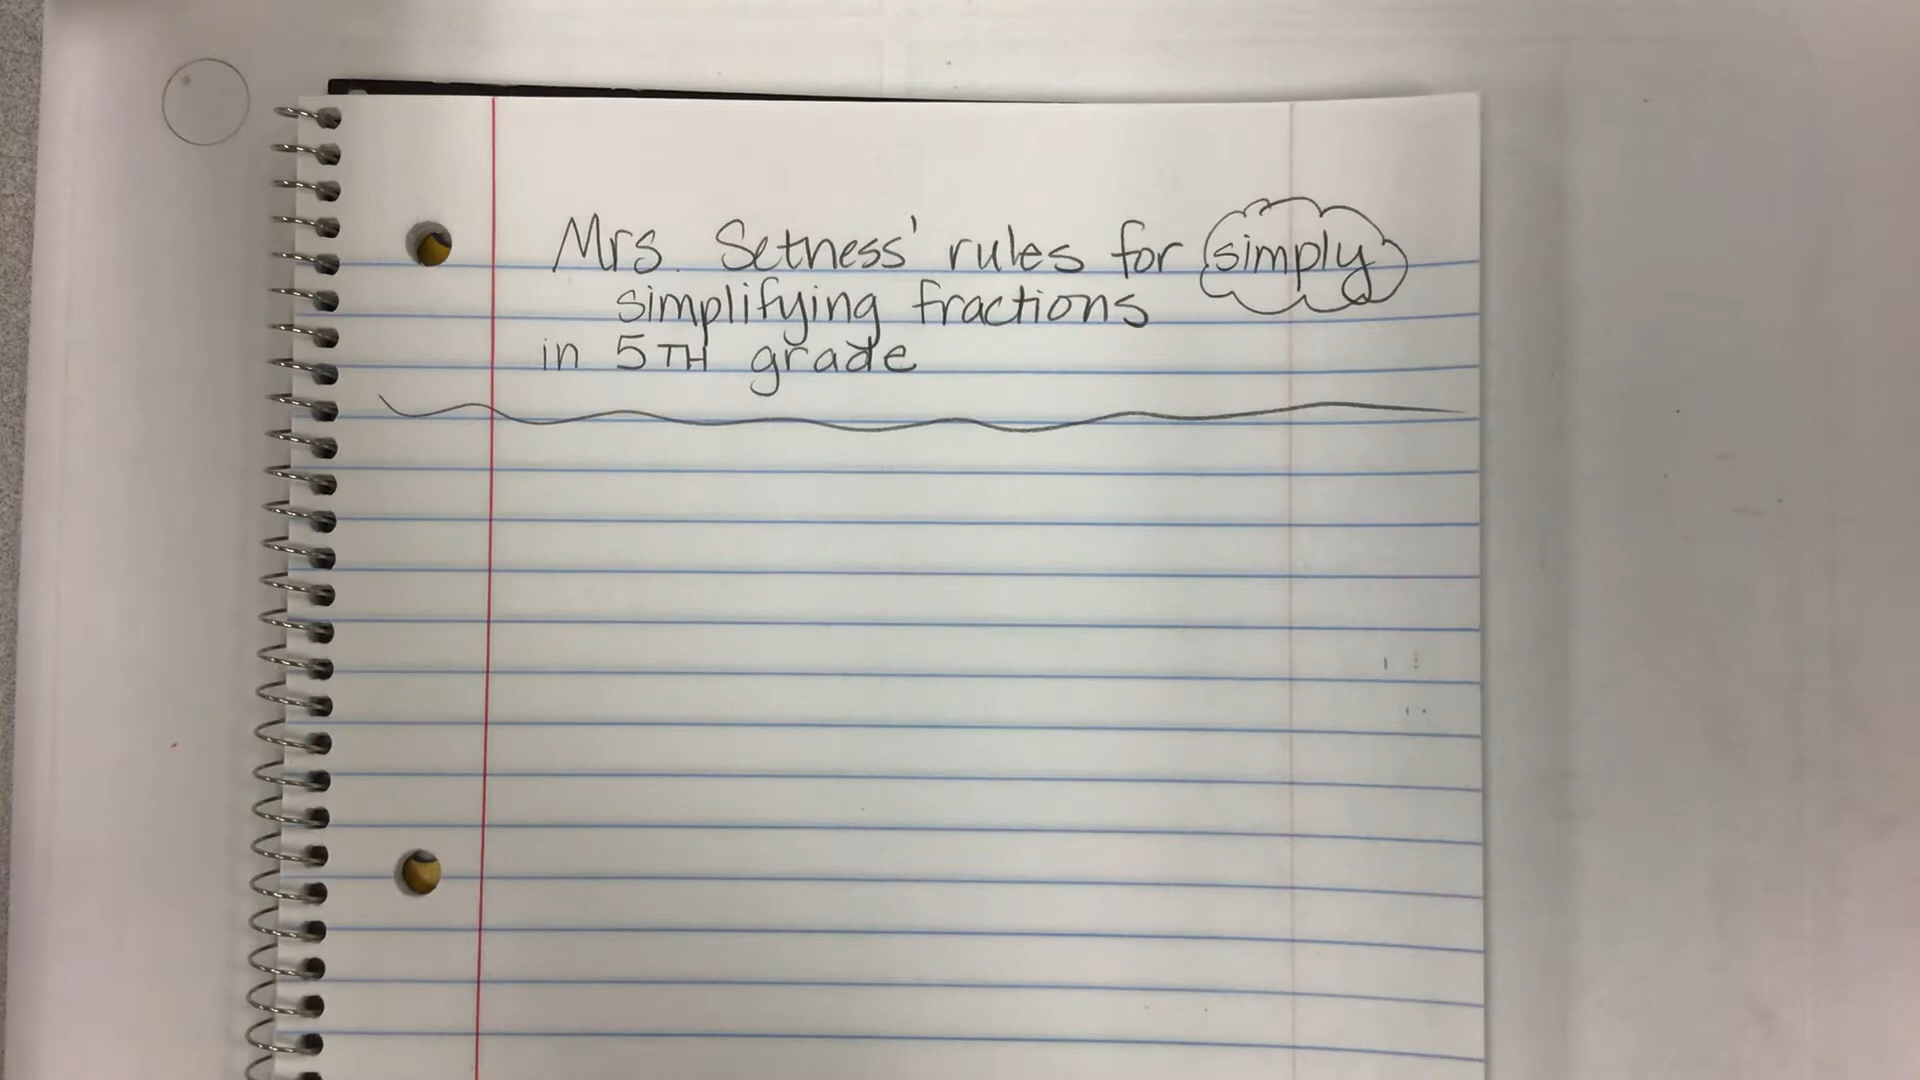 Mrs. Setness' rules for simply
simplifying fractions
in 5TH grade